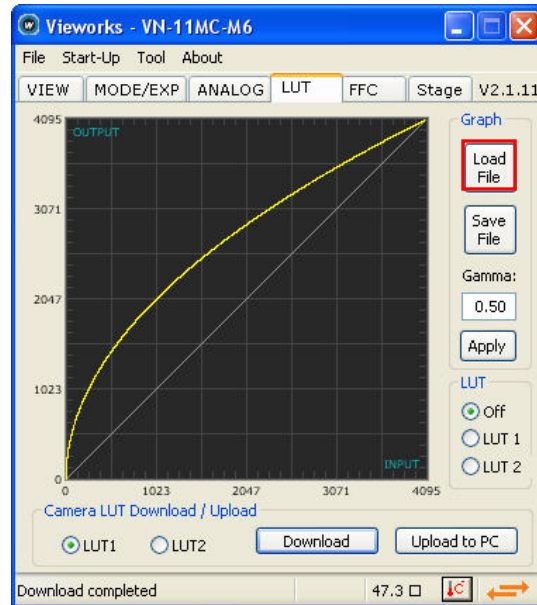 Vieworks - VN-11MC-M6
File Start-Up Tool About
VIEW MODE/EXP ANALOG LUT FFC Stage V2.1.11
Graph
Load
File
Save
File
Gamma:
0.50
Apply
LUT
Off
LUT 1
LUT 2
4095
3071
2047
1023
0
OUTPUT
INPUT
0 1023 2047 3071 4095
Camera LUT Download / Upload
LUT1 LUT2 Download Upload to PC
Download completed 47.3 □ C